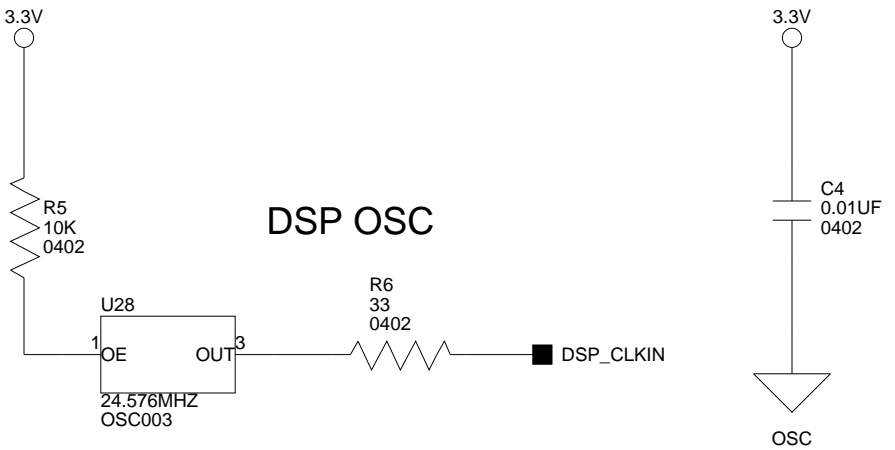 3.3V
3.3V
R5
10K
0402
DSP OSC
C4
0.01UF
0402
R6
33
0402
U28
1
OE
OUT
3
DSP_CLKIN
24.576MHZ
OSC003
OSC